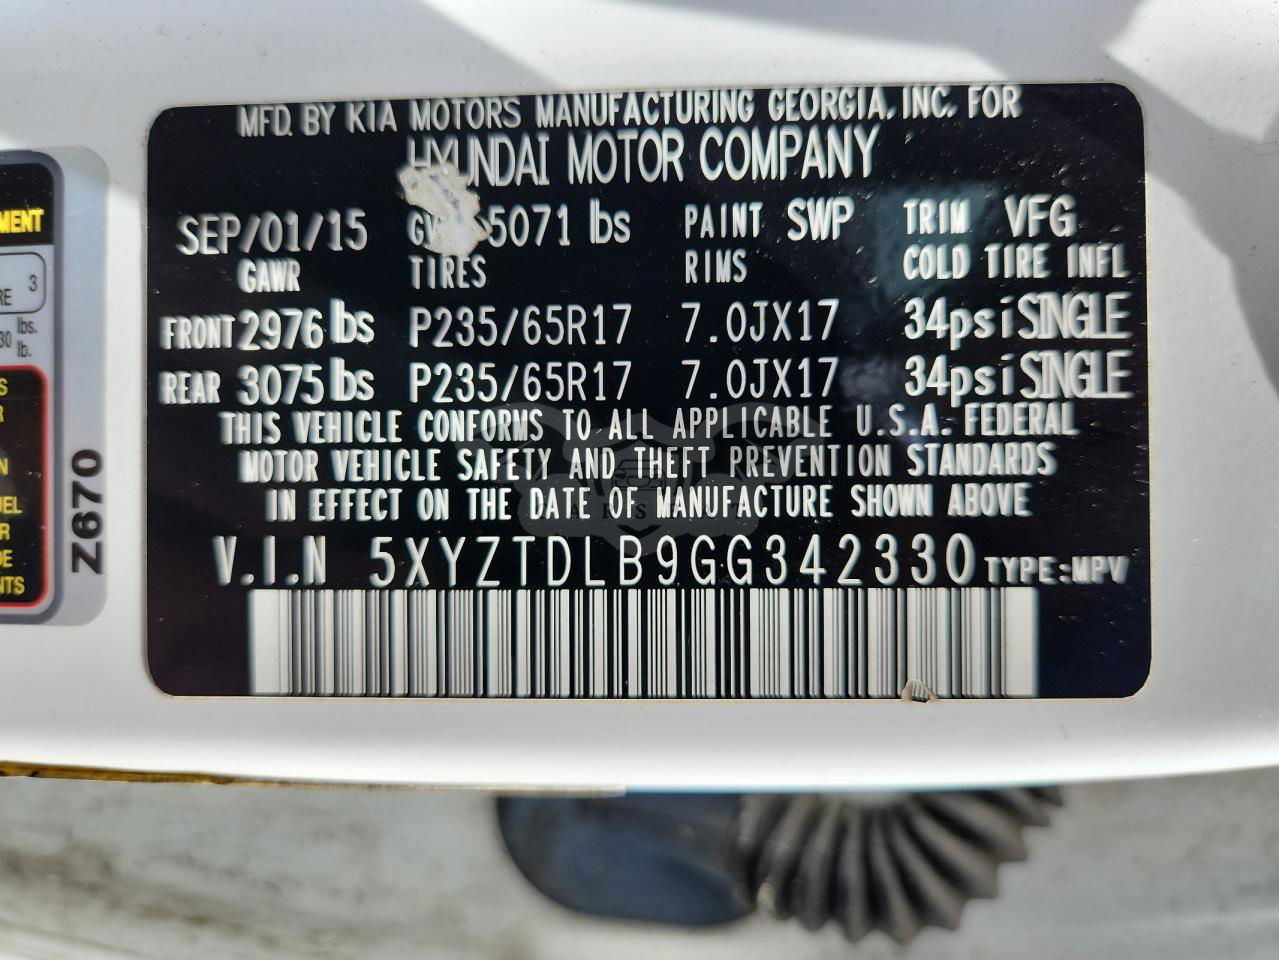 MFD. BY KIA MOTORS MANUFACTURING GEORGIA, INC. FOR
HYUNDAI MOTOR COMPANY
SEP/01/15 5071 lbs PAINT SWP TRIM VFG
GAWR TIRES RIMS COLD TIRE INFL
FRONT 2976 lbs P235/65R17 7.0JX17 34psi SINGLE
REAR 3075 lbs P235/65R17 7.0JX17 34psi SINGLE
THIS VEHICLE CONFORMS TO ALL APPLICABLE U.S.A. FEDERAL
MOTOR VEHICLE SAFETY AND THEFT PREVENTION STANDARDS
IN EFFECT ON THE DATE OF MANUFACTURE SHOWN ABOVE
V.I.N 5XYZTDLB9GG342330 TYPE:MPV
Z670
3
lbs.
lb.